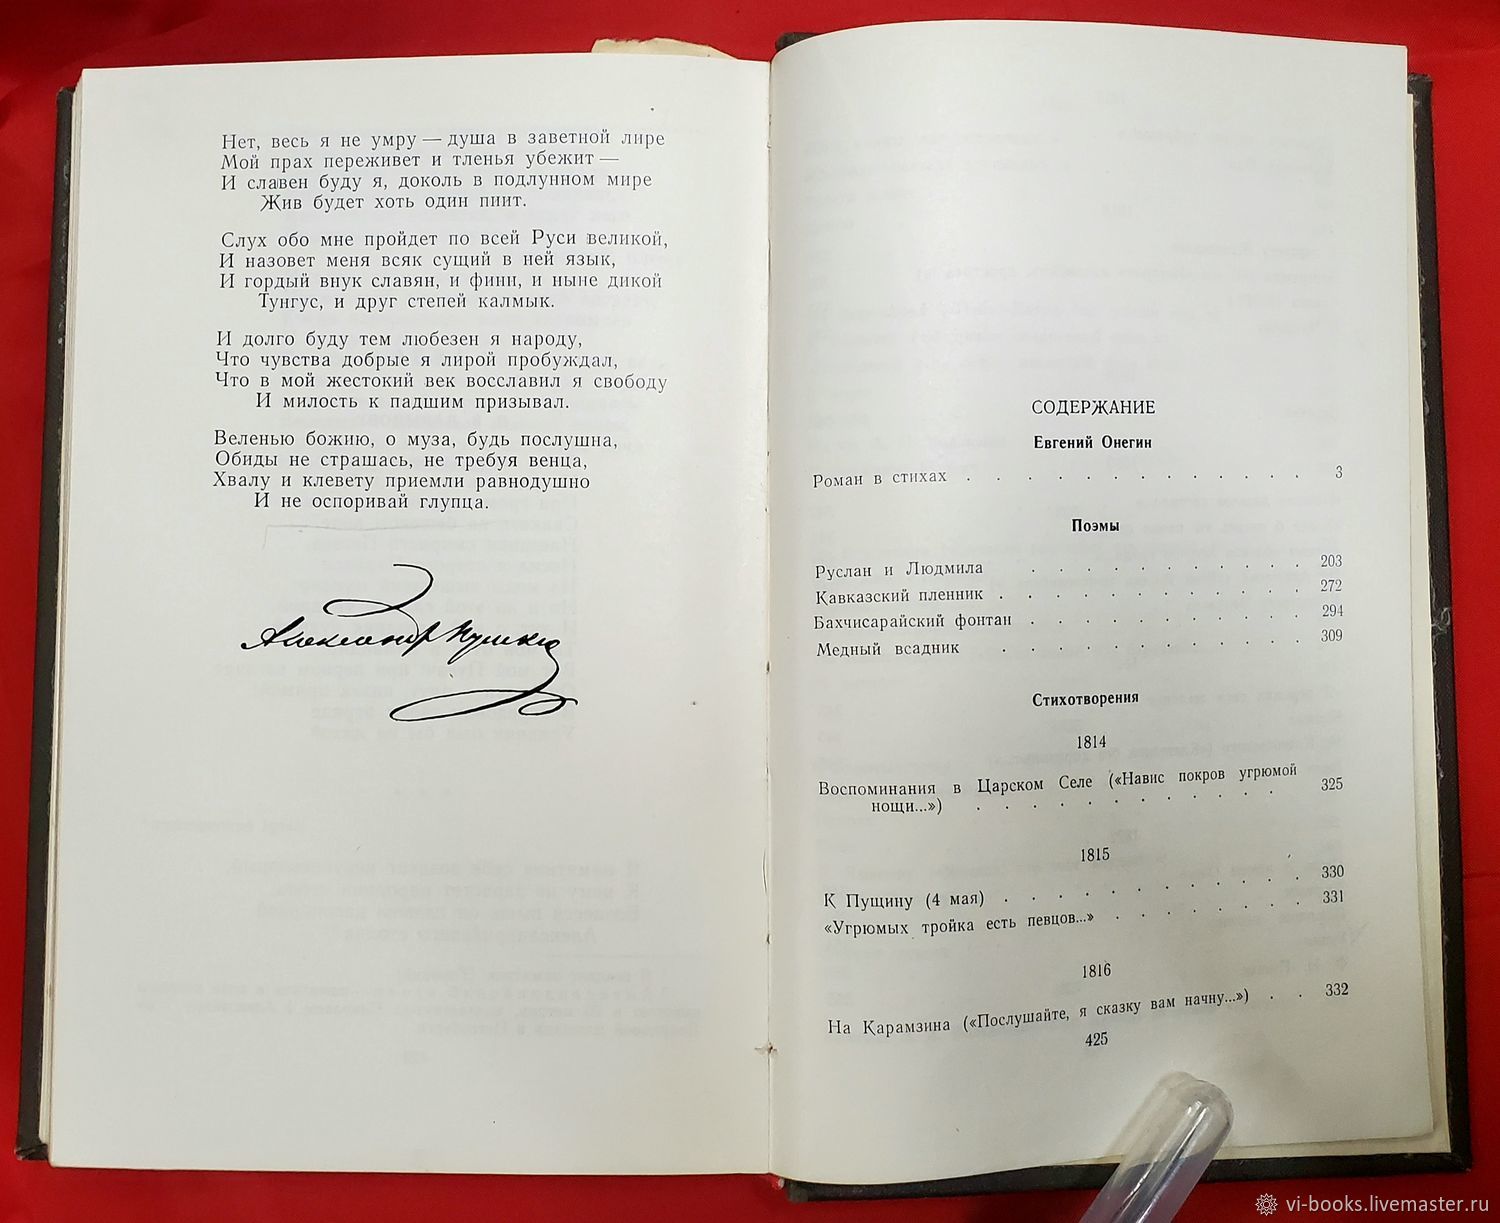 Нет, весь я не умру — душа в заветной лире
Мой прах переживет и тленья убежит —
И славен буду я, доколь в подлунном мире
Жив будет хоть один пиит.
Слух обо мне пройдет по всей Руси великой,
И назовет меня всяк сущий в ней язык,
И гордый внук славян, и финн, и ныне дикой
Тунгус, и друг степей калмык.
И долго буду тем любезен я народу,
Что чувства добрые я лирой пробуждал,
Что в мой жестокий век восславил я свободу
И милость к падшим призывал.
Веленью божию, о муза, будь послушна,
Обиды не страшась, не требуя венца,
Хвалу и клевету приемли равнодушно
И не оспоривай глупца.
Александр Пушкин
СОДЕРЖАНИЕ
Евгений Онегин
Роман в стихах . . . . . . . . . . . . . 3
Поэмы
Руслан и Людмила . . . . . . . . . . . 203
Кавказский пленник . . . . . . . . . . . . 272
Бахчисарайский фонтан . . . . . . . . . . . 294
Медный всадник . . . . . . . . . . . . 309
Стихотворения
1814
Воспоминания в Царском Селе («Навис покров угрюмой
нощи...») . . . . . . . . . . . . 325
1815
К Пущину (4 мая) . . . . . . . . . . . . 330
«Угрюмых тройка есть певцов...» . . . . . . . . 331
1816
На Карамзина («Послушайте, я сказку вам начну...») . . 332
425
vi-books.livemaster.ru